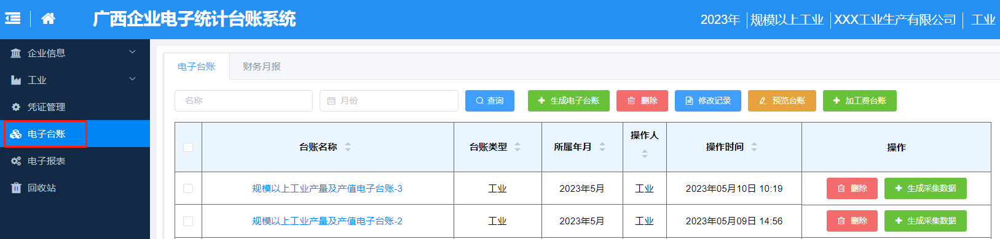 广西企业电子统计台账系统
2023年 规模以上工业 XXX工业生产有限公司 工业
企业信息
工业
凭证管理
电子台账
电子报表
回收站
电子台账 财务月报
名称 月份 查询 生成电子台账 删除 修改记录 预览台账 加工费台账
台账名称 台账类型 所属年月 操作人 操作时间 操作
规模以上工业产量及产值电子台账-3 工业 2023年5月 工业 2023年05月10日 10:19 删除 生成采集数据
规模以上工业产量及产值电子台账-2 工业 2023年5月 工业 2023年05月09日 14:56 删除 生成采集数据